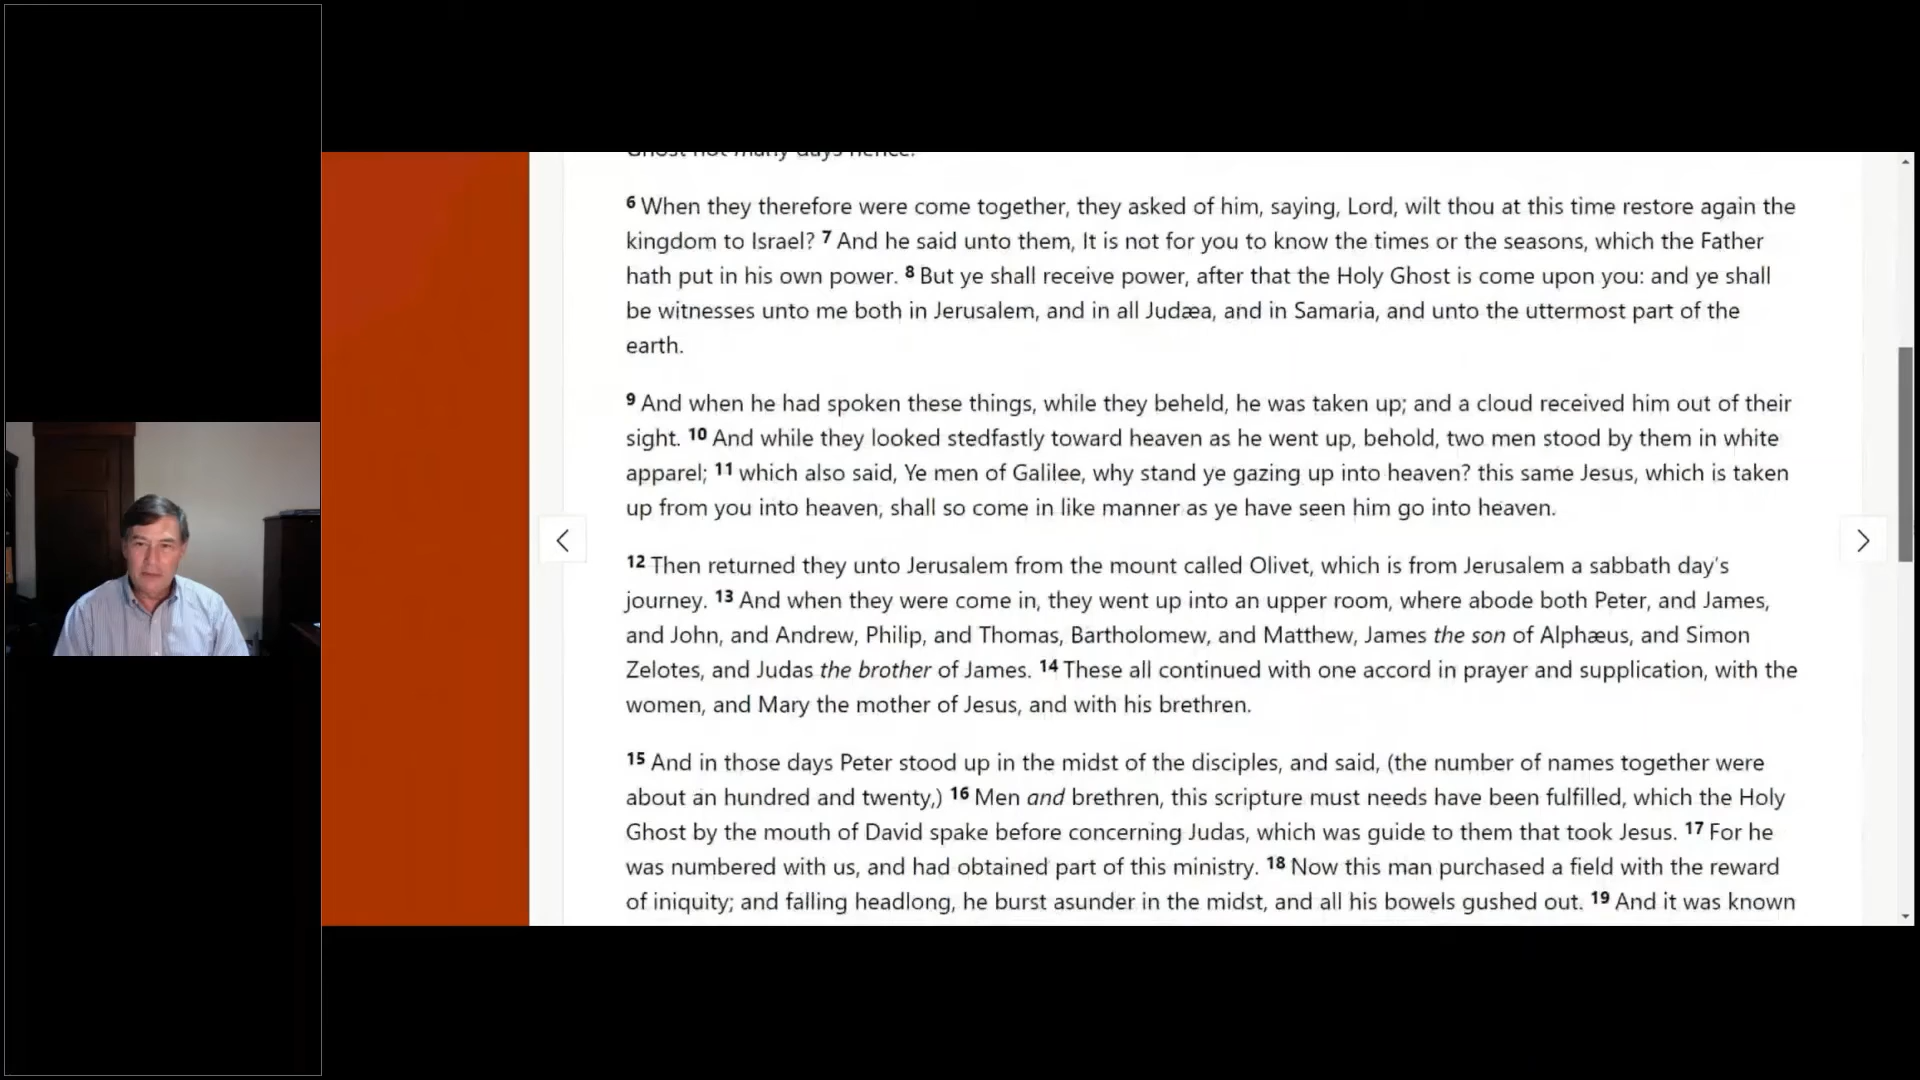 Ghost not many days hence.
6 When they therefore were come together, they asked of him, saying, Lord, wilt thou at this time restore again the
kingdom to Israel? 7 And he said unto them, It is not for you to know the times or the seasons, which the Father
hath put in his own power. 8 But ye shall receive power, after that the Holy Ghost is come upon you: and ye shall
be witnesses unto me both in Jerusalem, and in all Judæa, and in Samaria, and unto the uttermost part of the
earth.
9 And when he had spoken these things, while they beheld, he was taken up; and a cloud received him out of their
sight. 10 And while they looked stedfastly toward heaven as he went up, behold, two men stood by them in white
apparel; 11 which also said, Ye men of Galilee, why stand ye gazing up into heaven? this same Jesus, which is taken
up from you into heaven, shall so come in like manner as ye have seen him go into heaven.
12 Then returned they unto Jerusalem from the mount called Olivet, which is from Jerusalem a sabbath day's
journey. 13 And when they were come in, they went up into an upper room, where abode both Peter, and James,
and John, and Andrew, Philip, and Thomas, Bartholomew, and Matthew, James the son of Alphæus, and Simon
Zelotes, and Judas the brother of James. 14 These all continued with one accord in prayer and supplication, with the
women, and Mary the mother of Jesus, and with his brethren.
15 And in those days Peter stood up in the midst of the disciples, and said, (the number of names together were
about an hundred and twenty,) 16 Men and brethren, this scripture must needs have been fulfilled, which the Holy
Ghost by the mouth of David spake before concerning Judas, which was guide to them that took Jesus. 17 For he
was numbered with us, and had obtained part of this ministry. 18 Now this man purchased a field with the reward
of iniquity; and falling headlong, he burst asunder in the midst, and all his bowels gushed out. 19 And it was known